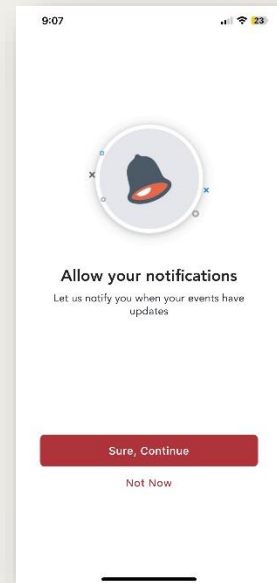 9:07
23
Allow your notifications
Let us notify you when your events have
updates
Sure, Continue
Not Now